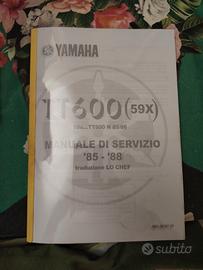 YAMAHA
TT600(59X)
MANUALE DI SERVIZIO
'85 - '88
traduzione LO CHEF
subito